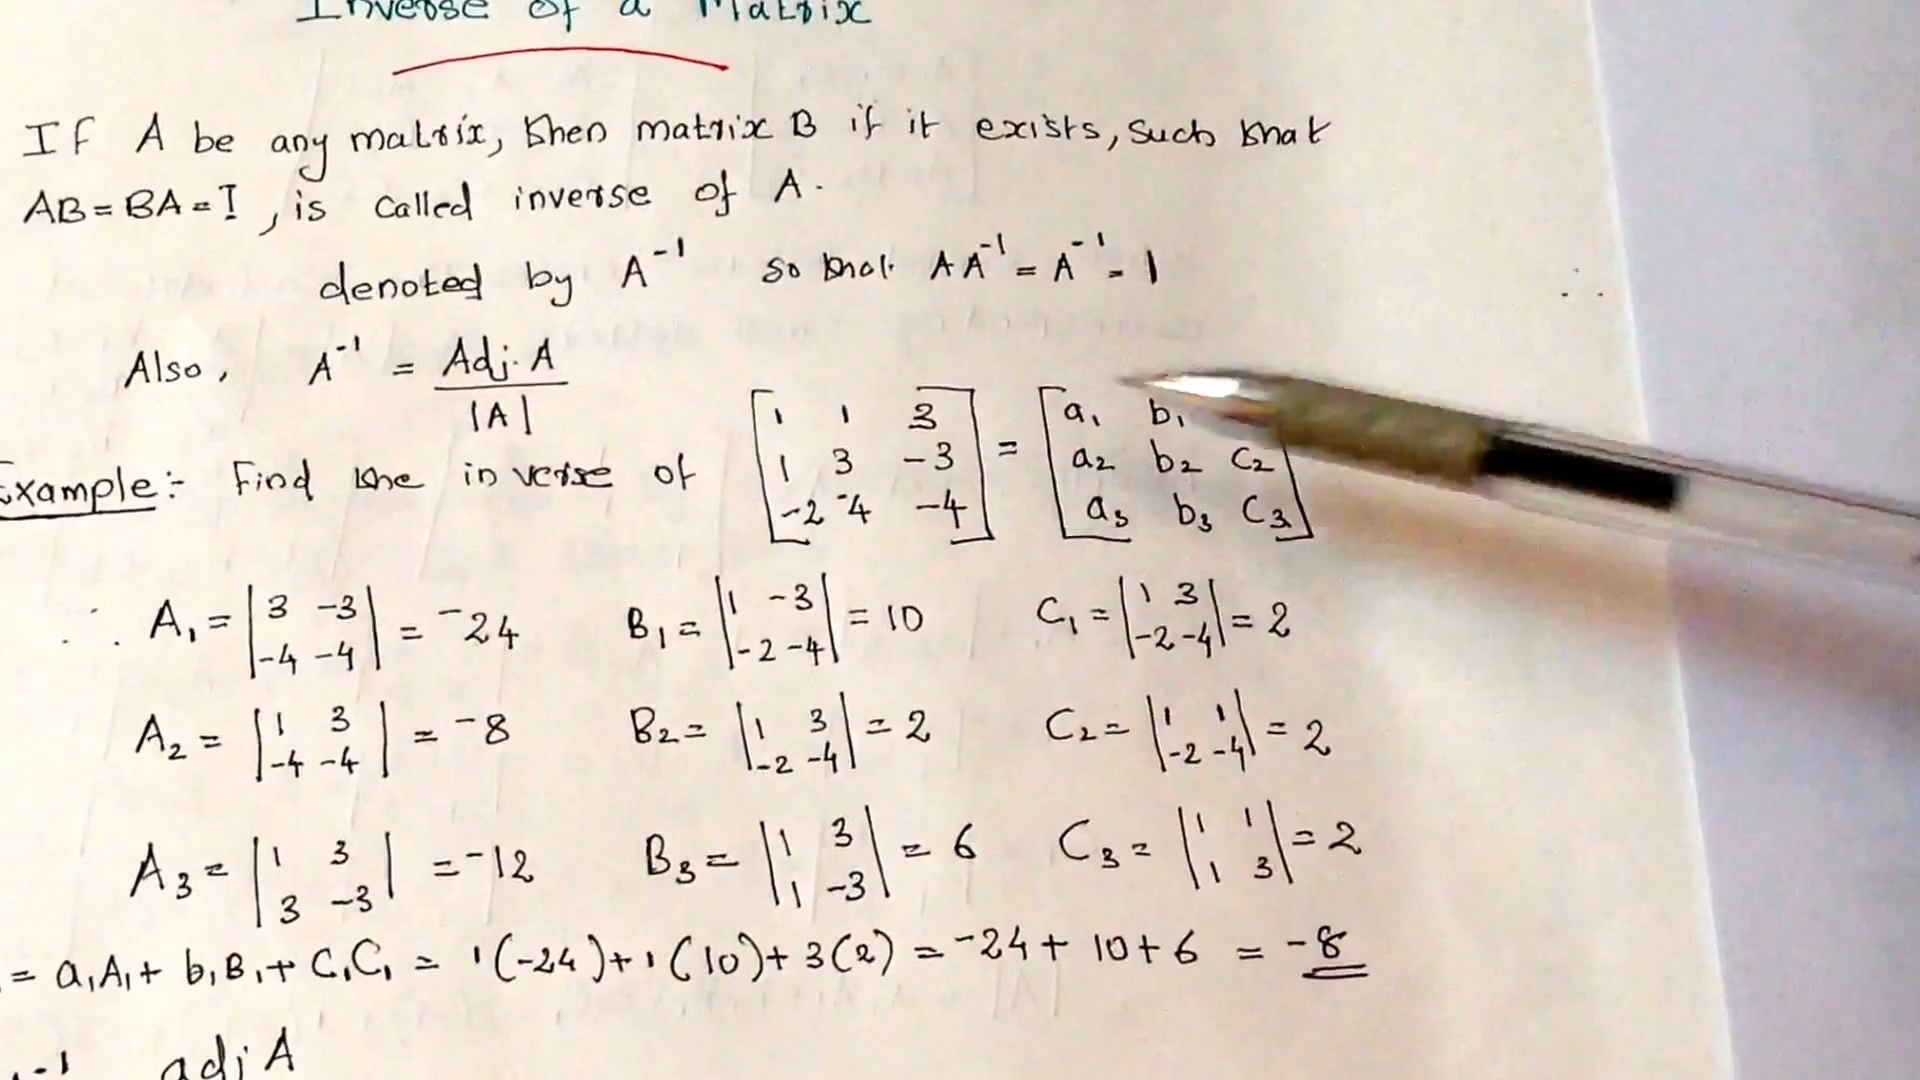 Inverse of a Matrix
If A be any matrix, then matrix B if it exists, such that
AB = BA = I, is called inverse of A.
denoted by A⁻¹ so that AA⁻¹ = A⁻¹ = 1
Also, A⁻¹ = Adj. A / |A|
Example:- Find the inverse of [1 1 3; 1 3 -3; -2 -4 -4] = [a₁ b₁; a₂ b₂ c₂; a₃ b₃ c₃]
∴ A₁ = |3 -3; -4 -4| = -24 B₁ = |1 -3; -2 -4| = 10 C₁ = |1 3; -2 -4| = 2
A₂ = |1 3; -4 -4| = -8 B₂ = |1 3; -2 -4| = 2 C₂ = |1 1; -2 -4| = 2
A₃ = |1 3; 3 -3| = -12 B₃ = |1 3; 1 -3| = 6 C₃ = |1 1; 1 3| = 2
= a₁A₁ + b₁B₁ + C₁C₁ = 1(-24) + 1(10) + 3(2) = -24 + 10 + 6 = -8
⁻¹ adj A